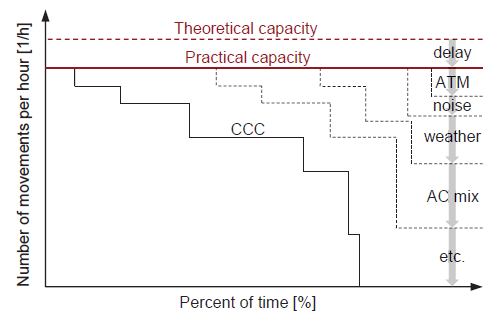 Theoretical capacity
delay
Practical capacity
ATM
noise
CCC
weather
AC mix
etc.
Number of movements per hour [1/h]
Percent of time [%]